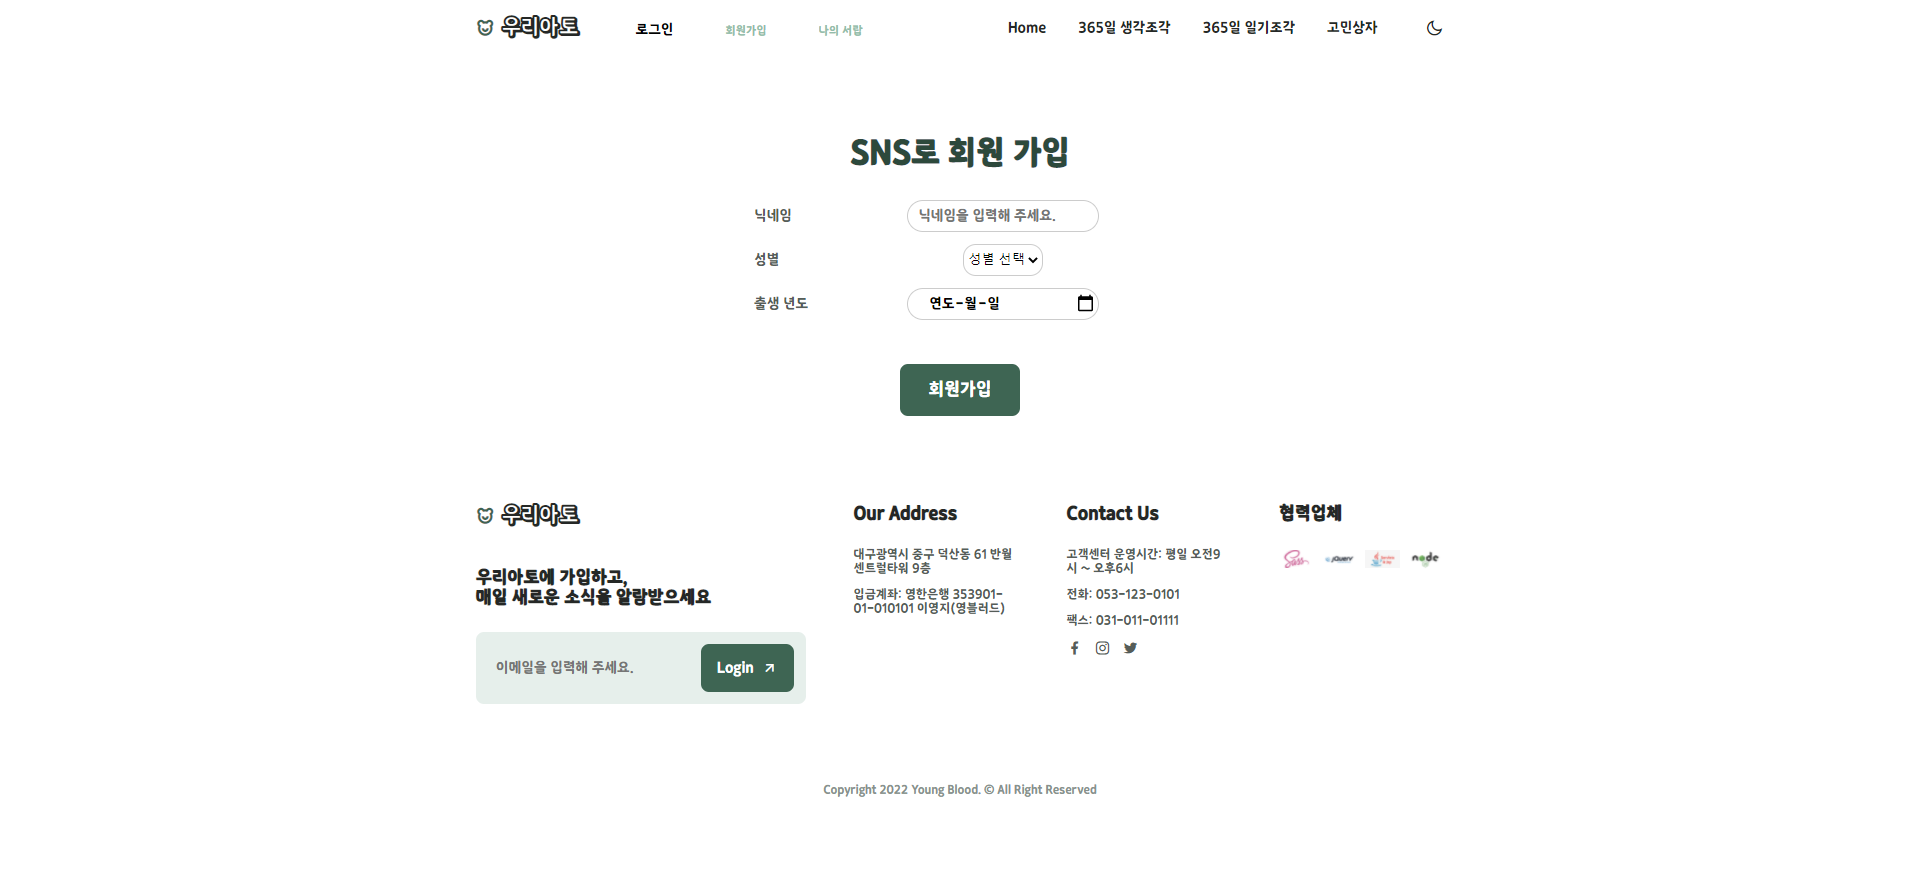 우리아토
로그인
회원가입
나의 서랍
Home
365일 생각조각
365일 일기조각
고민상자
SNS로 회원 가입
닉네임
닉네임을 입력해 주세요.
성별
성별 선택
출생 년도
연도-월-일
회원가입
우리아토
우리아토에 가입하고,
매일 새로운 소식을 알람받으세요
이메일을 입력해 주세요.
Login
Our Address
대구광역시 중구 덕산동 61 반월
센트럴타워 9층
입금계좌: 영한은행 353901-
01-010101 이영지(영블러드)
Contact Us
고객센터 운영시간: 평일 오전9
시 ~ 오후6시
전화: 053-123-0101
팩스: 031-011-01111
협력업체
Sass
jQuery
node
Copyright 2022 Young Blood. © All Right Reserved